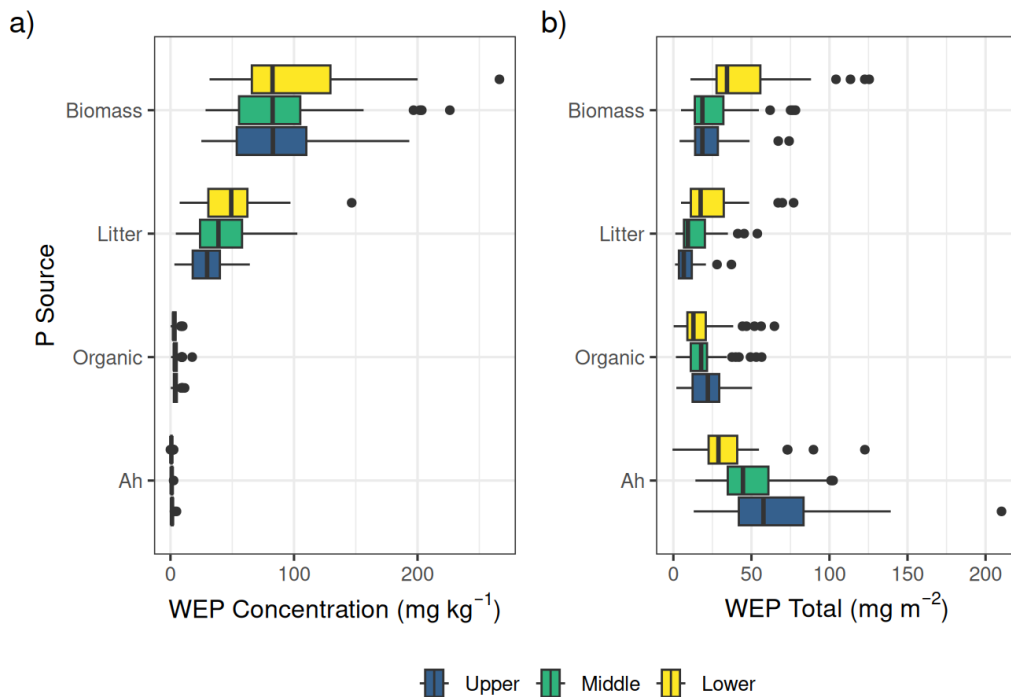 a)
P Source
Biomass
Litter
Organic
Ah
0 100 200
WEP Concentration (mg kg⁻¹)
b)
Biomass
Litter
Organic
Ah
0 50 100 150 200
WEP Total (mg m⁻²)
Upper Middle Lower